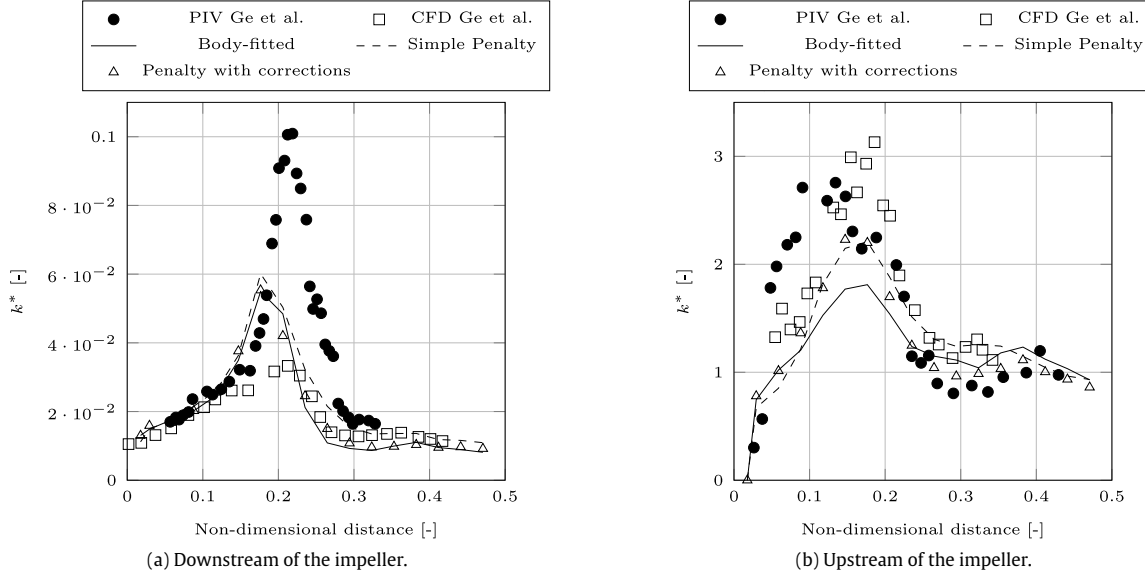 PIV Ge et al. CFD Ge et al.
Body-fitted Simple Penalty
Penalty with corrections
0.1
8 · 10⁻²
6 · 10⁻²
4 · 10⁻²
2 · 10⁻²
0
k* [-]
0 0.1 0.2 0.3 0.4 0.5
Non-dimensional distance [-]
(a) Downstream of the impeller.
PIV Ge et al. CFD Ge et al.
Body-fitted Simple Penalty
Penalty with corrections
3
2
1
0
k* [-]
0 0.1 0.2 0.3 0.4 0.5
Non-dimensional distance [-]
(b) Upstream of the impeller.